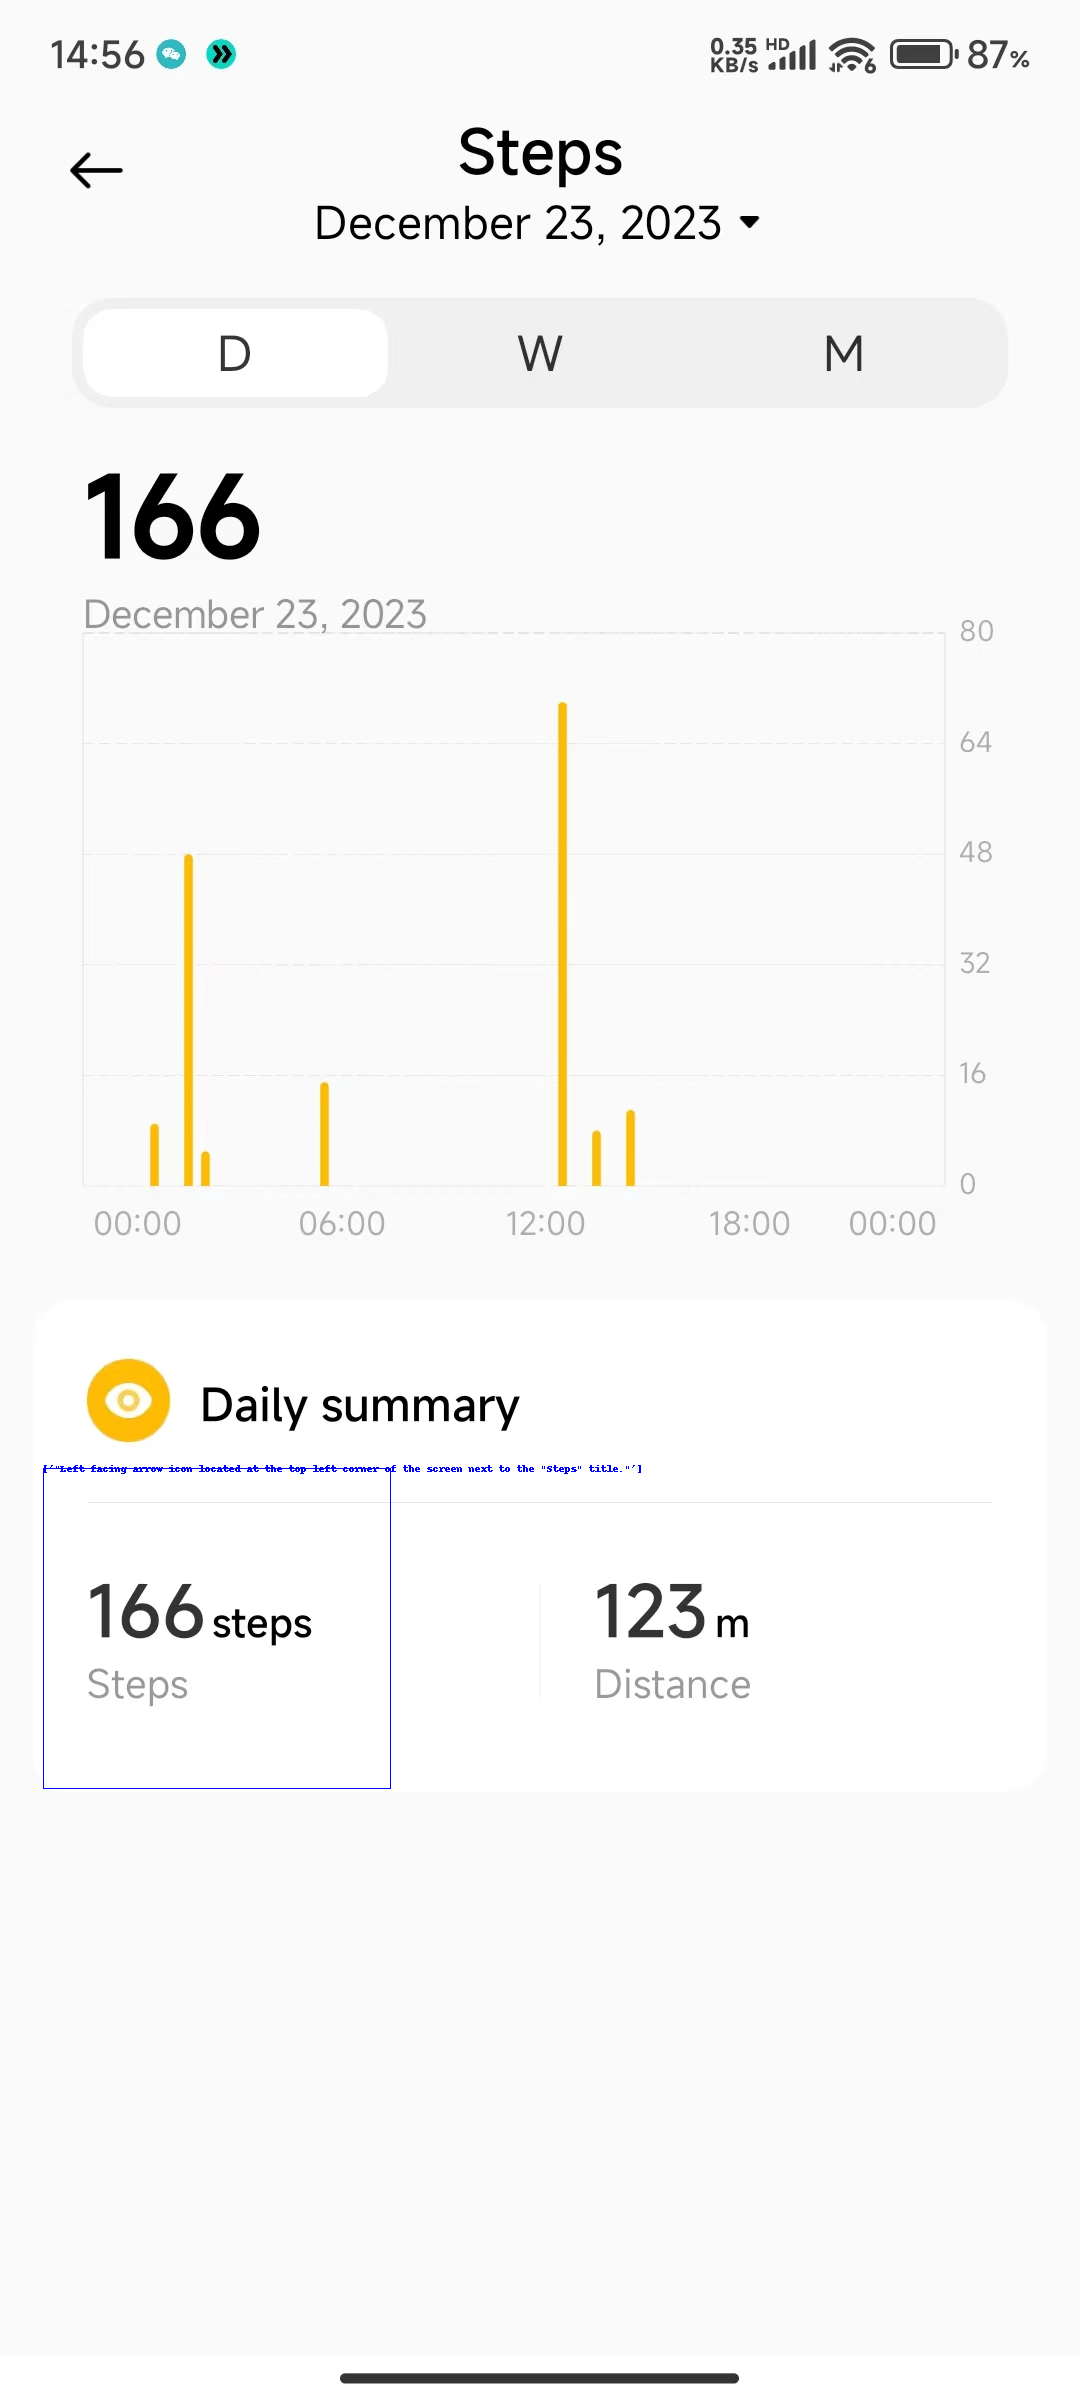 14:56
0.35 KB/s HD 6 87%
Steps
December 23, 2023
D W M
166
December 23, 2023
80
64
48
32
16
0
00:00 06:00 12:00 18:00 00:00
Daily summary
['"Left facing arrow icon located at the top left corner of the screen next to the "Steps" title."']
166 steps
Steps
123 m
Distance